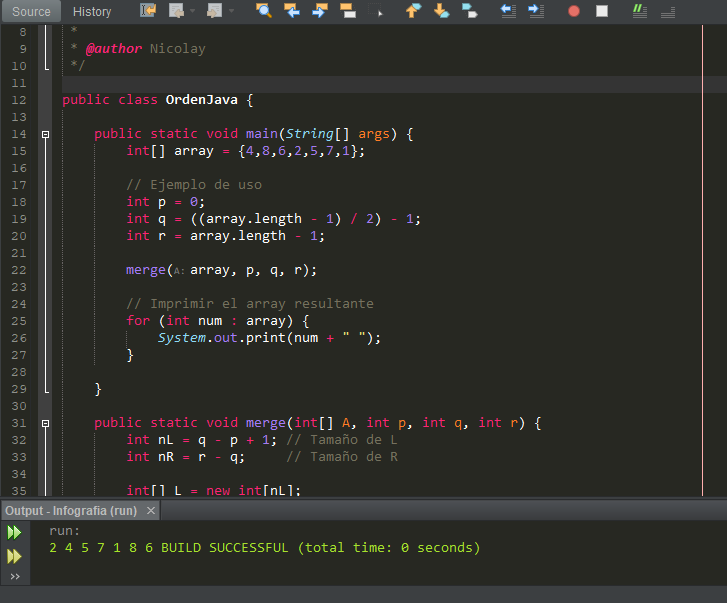 Source History
8 *
9 * @author Nicolay
10 */
11
12 public class OrdenJava {
13
14 public static void main(String[] args) {
15 int[] array = {4,8,6,2,5,7,1};
16
17 // Ejemplo de uso
18 int p = 0;
19 int q = ((array.length - 1) / 2) - 1;
20 int r = array.length - 1;
21
22 merge(A: array, p, q, r);
23
24 // Imprimir el array resultante
25 for (int num : array) {
26 System.out.print(num + " ");
27 }
28
29 }
30
31 public static void merge(int[] A, int p, int q, int r) {
32 int nL = q - p + 1; // Tamaño de L
33 int nR = r - q; // Tamaño de R
34
35 int[] L = new int[nL];
Output - Infografia (run)
run:
2 4 5 7 1 8 6 BUILD SUCCESSFUL (total time: 0 seconds)